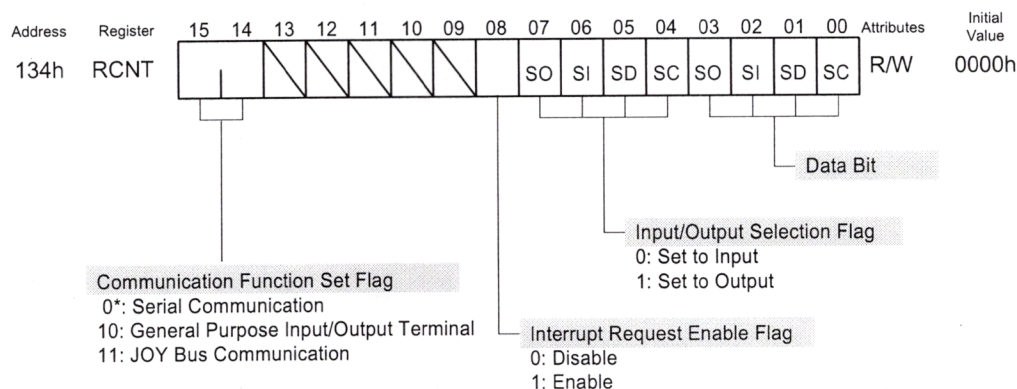 Address Register 15 14 13 12 11 10 09 08 07 06 05 04 03 02 01 00 Attributes Initial Value
134h RCNT SO SI SD SC SO SI SD SC R/W 0000h
Data Bit
Input/Output Selection Flag
0: Set to Input
1: Set to Output
Communication Function Set Flag
0*: Serial Communication
10: General Purpose Input/Output Terminal
11: JOY Bus Communication
Interrupt Request Enable Flag
0: Disable
1: Enable